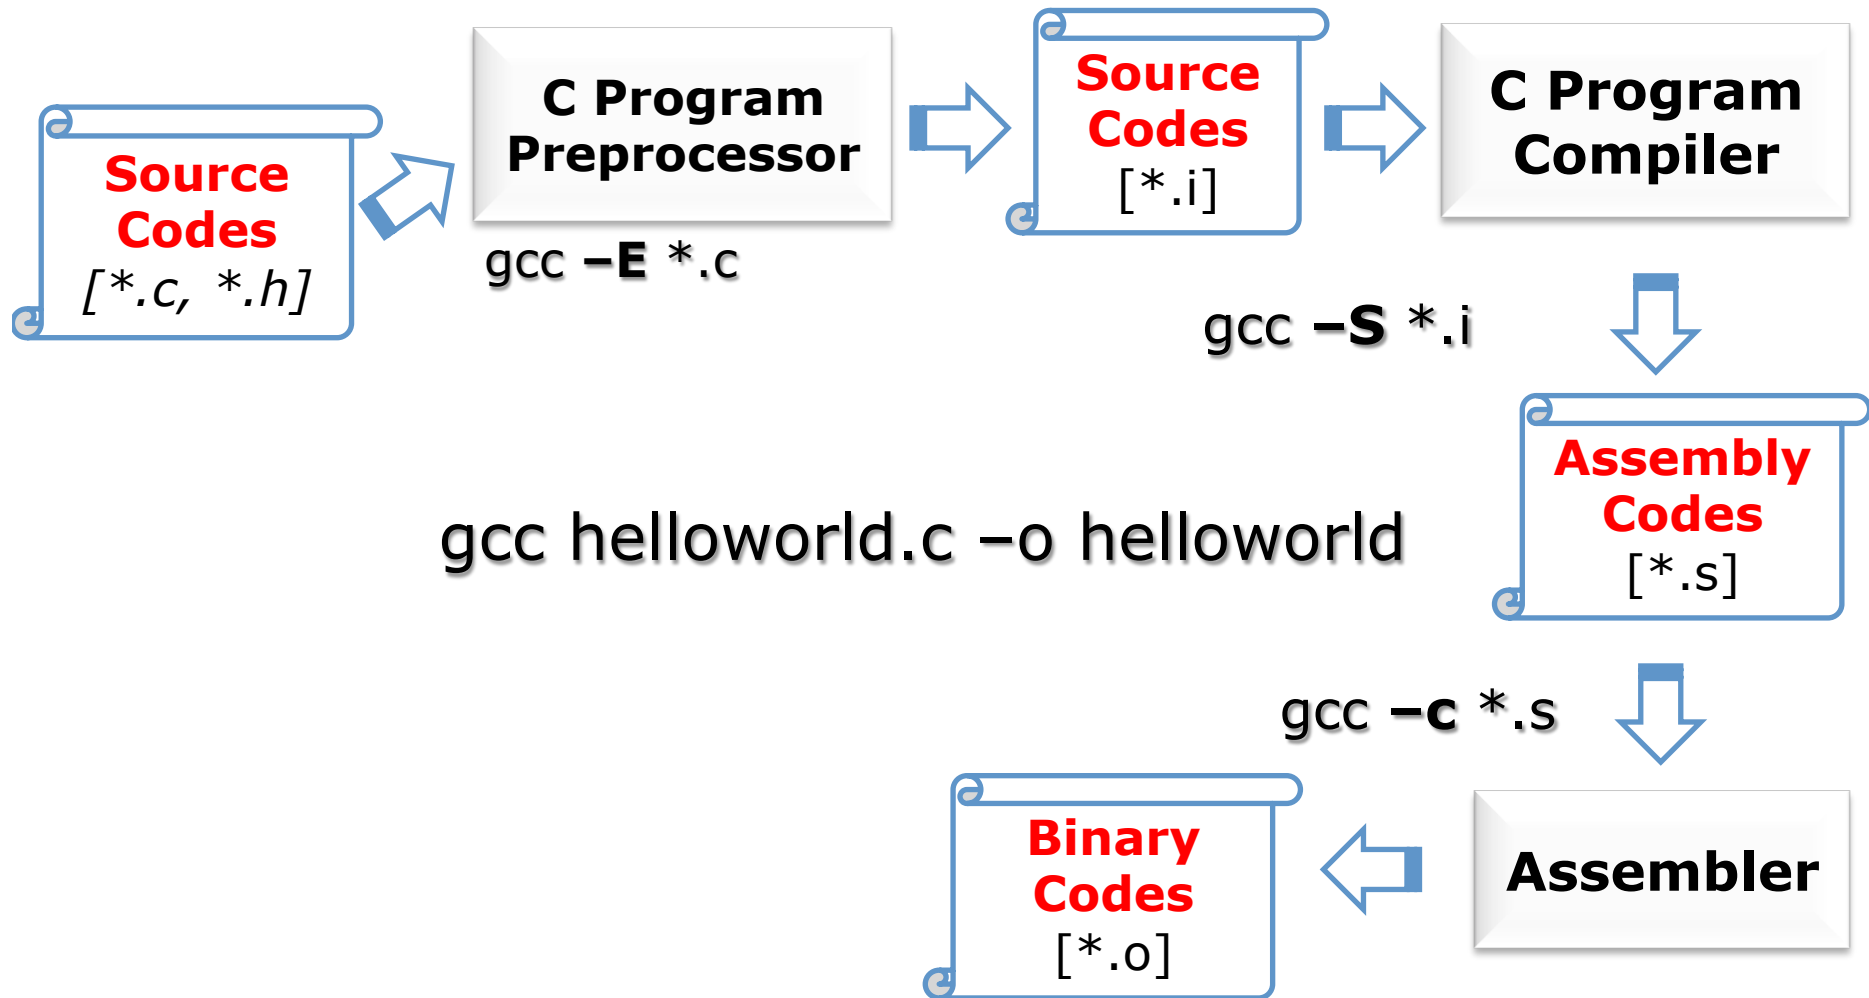 Source
Codes
[*.c, *.h]
C Program
Preprocessor
gcc –E *.c
Source
Codes
[*.i]
C Program
Compiler
gcc –S *.i
Assembly
Codes
[*.s]
gcc helloworld.c –o helloworld
gcc –c *.s
Assembler
Binary
Codes
[*.o]